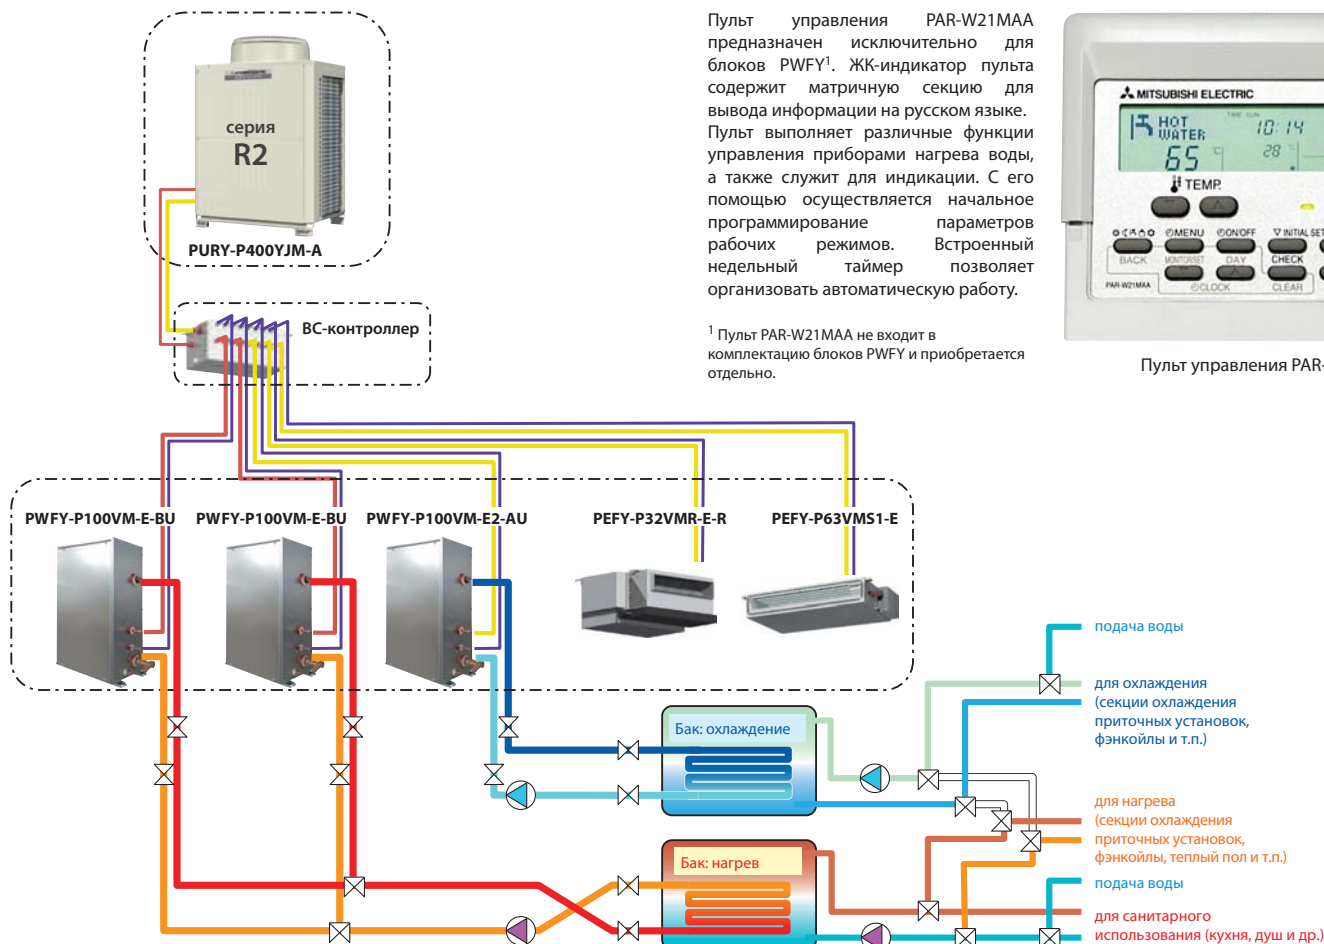 серия
R2
PURY-P400YJM-A
BC-контроллер
Пульт управления PAR-W21MAA
предназначен исключительно для
блоков PWFY1. ЖК-индикатор пульта
содержит матричную секцию для
вывода информации на русском языке.
Пульт выполняет различные функции
управления приборами нагрева воды,
а также служит для индикации. С его
помощью осуществляется начальное
программирование параметров
рабочих режимов. Встроенный
недельный таймер позволяет
организовать автоматическую работу.
1 Пульт PAR-W21MAA не входит в
комплектацию блоков PWFY и приобретается
отдельно.
MITSUBISHI ELECTRIC
TIME SUN
HOT
WATER
10:14
65 °C
28 °C
TEMP.
MENU ON/OFF INITIAL SET
BACK MONITOR/SET DAY CHECK
PAR-W21MAA CLOCK CLEAR
Пульт управления PAR-
PWFY-P100VM-E-BU
PWFY-P100VM-E-BU
PWFY-P100VM-E2-AU
PEFY-P32VMR-E-R
PEFY-P63VMS1-E
Бак: охлаждение
Бак: нагрев
подача воды
для охлаждения
(секции охлаждения
приточных установок,
фэнкойлы и т.п.)
для нагрева
(секции охлаждения
приточных установок,
фэнкойлы, теплый пол и т.п.)
подача воды
для санитарного
использования (кухня, душ и др.)